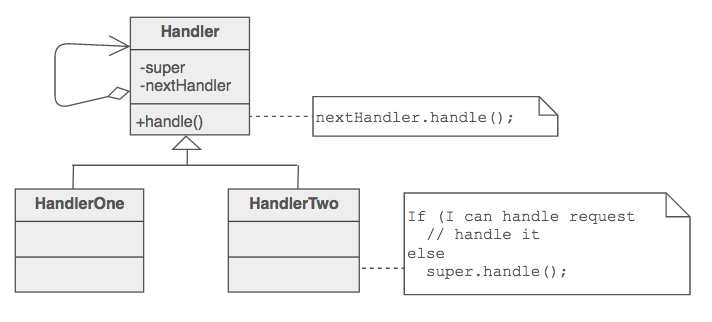 Handler
-super
-nextHandler
+handle()
nextHandler.handle();
HandlerOne
HandlerTwo
If (I can handle request
// handle it
else
super.handle();